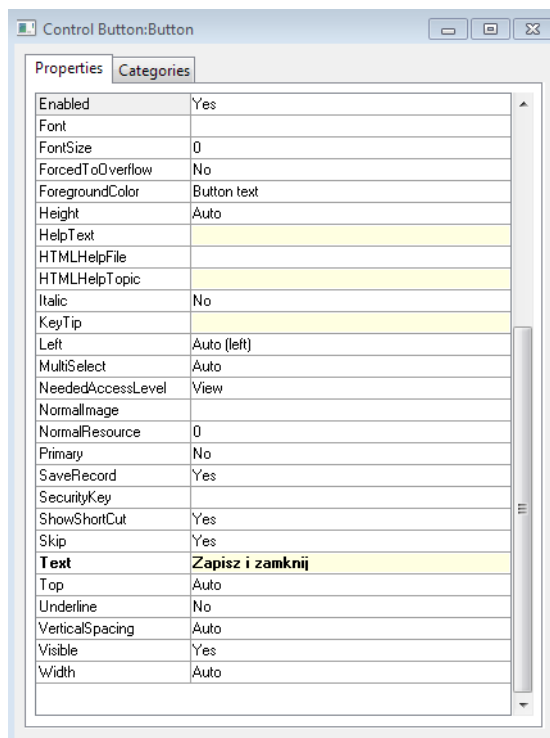 Control Button:Button
Properties Categories
Enabled Yes
Font
FontSize 0
ForcedToOverflow No
ForegroundColor Button text
Height Auto
HelpText
HTMLHelpFile
HTMLHelpTopic
Italic No
KeyTip
Left Auto (left)
MultiSelect Auto
NeededAccessLevel View
NormalImage
NormalResource 0
Primary No
SaveRecord Yes
SecurityKey
ShowShortCut Yes
Skip Yes
Text Zapisz i zamknij
Top Auto
Underline No
VerticalSpacing Auto
Visible Yes
Width Auto